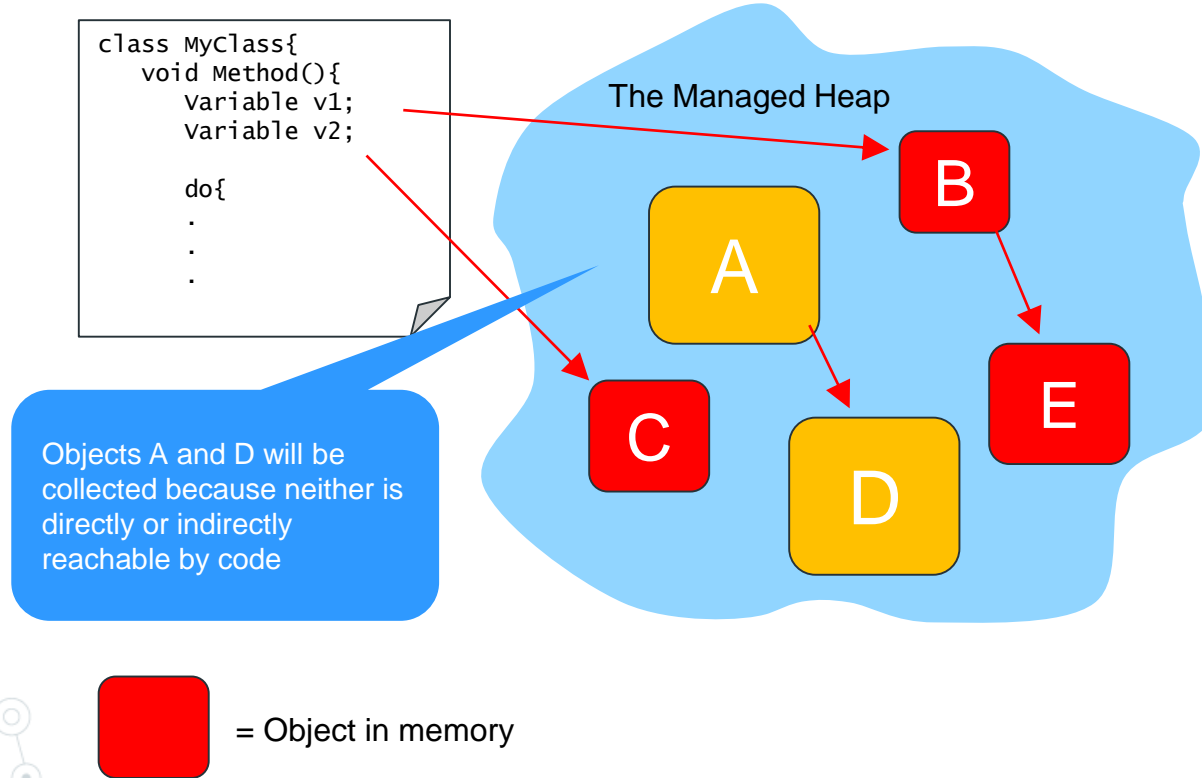 class MyClass{
void Method(){
Variable v1;
Variable v2;
do{
.
.
.
The Managed Heap
B
A
E
C
D
Objects A and D will be
collected because neither is
directly or indirectly
reachable by code
= Object in memory